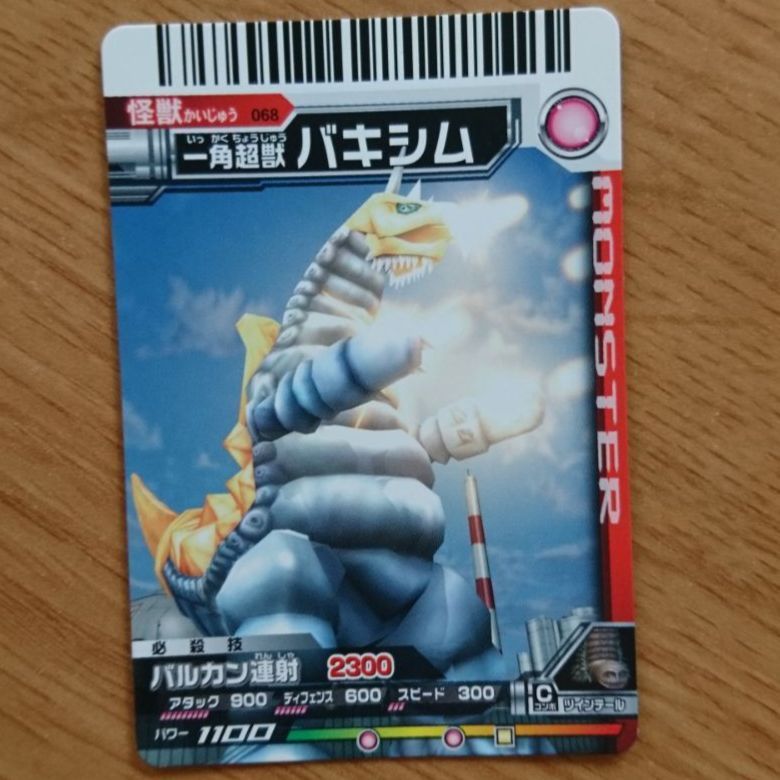 怪獣 かいじゅう 068
いっかくちょうじゅう
一角超獣 バキシム
MONSTER
必殺技
れんしゃ
バルカン連射 2300
アタック 900 ディフェンス 600 スピード 300
C コンボ ツインテール
パワー 1100